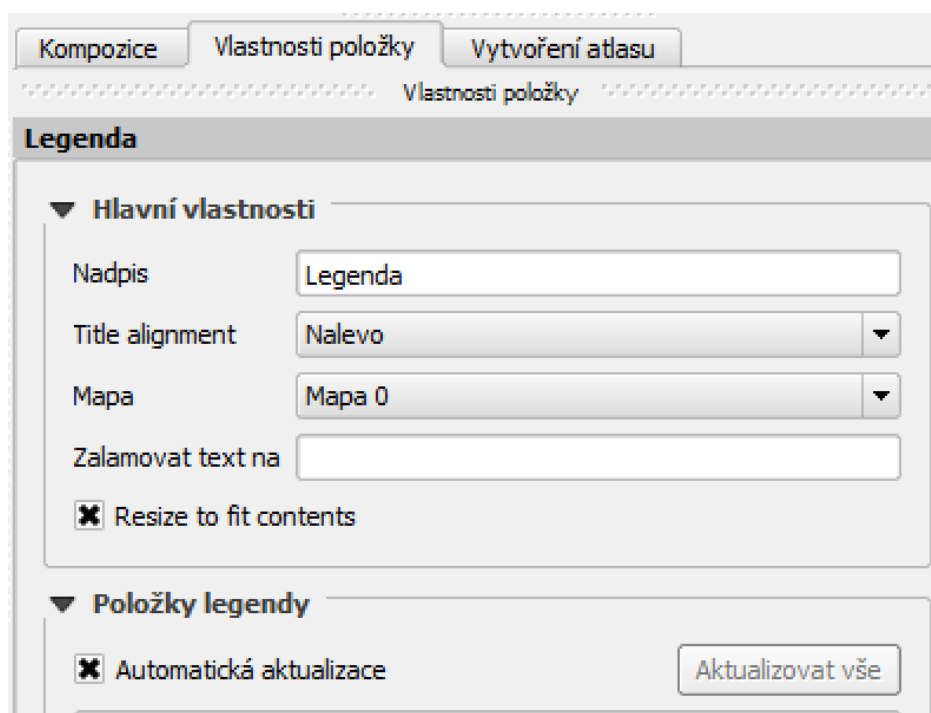 Kompozice Vlastnosti položky Vytvoření atlasu
Vlastnosti položky
Legenda
Hlavní vlastnosti
Nadpis Legenda
Title alignment Nalevo
Mapa Mapa 0
Zalamovat text na
Resize to fit contents
Položky legendy
Automatická aktualizace Aktualizovat vše